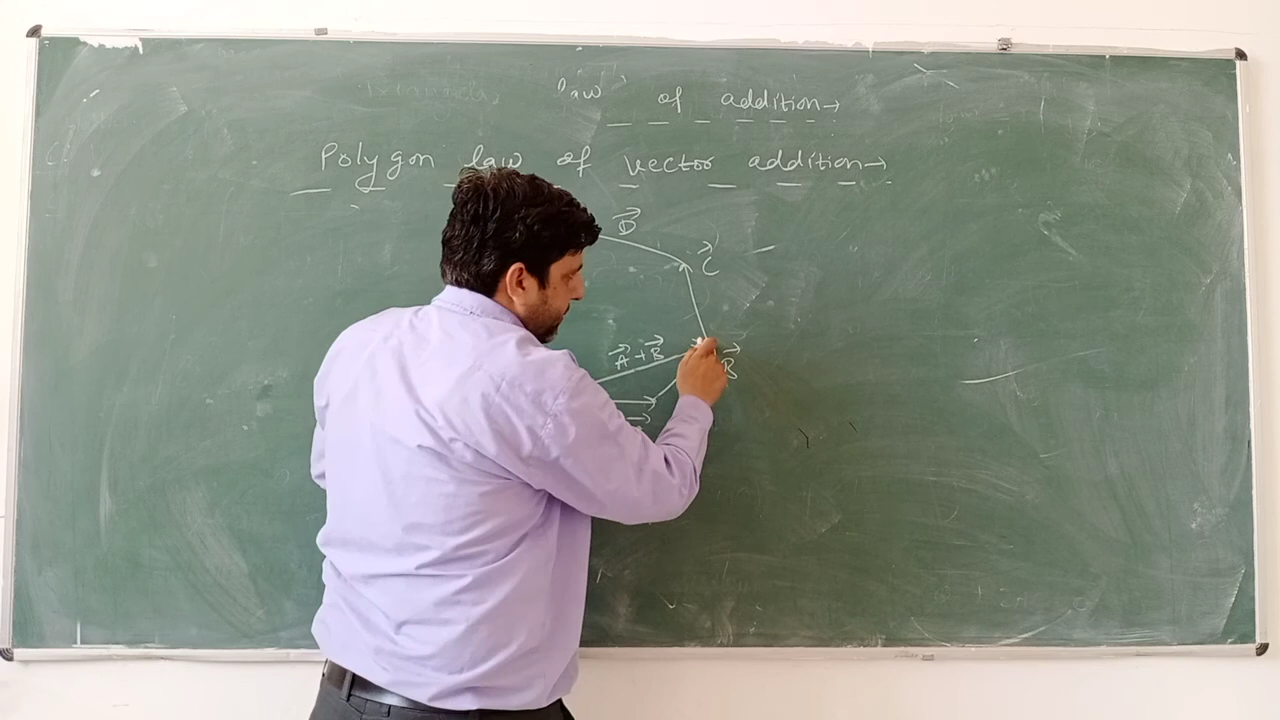 law of addition→
Polygon law of vector addition→
D⃗
C⃗
A⃗ + B⃗
B⃗